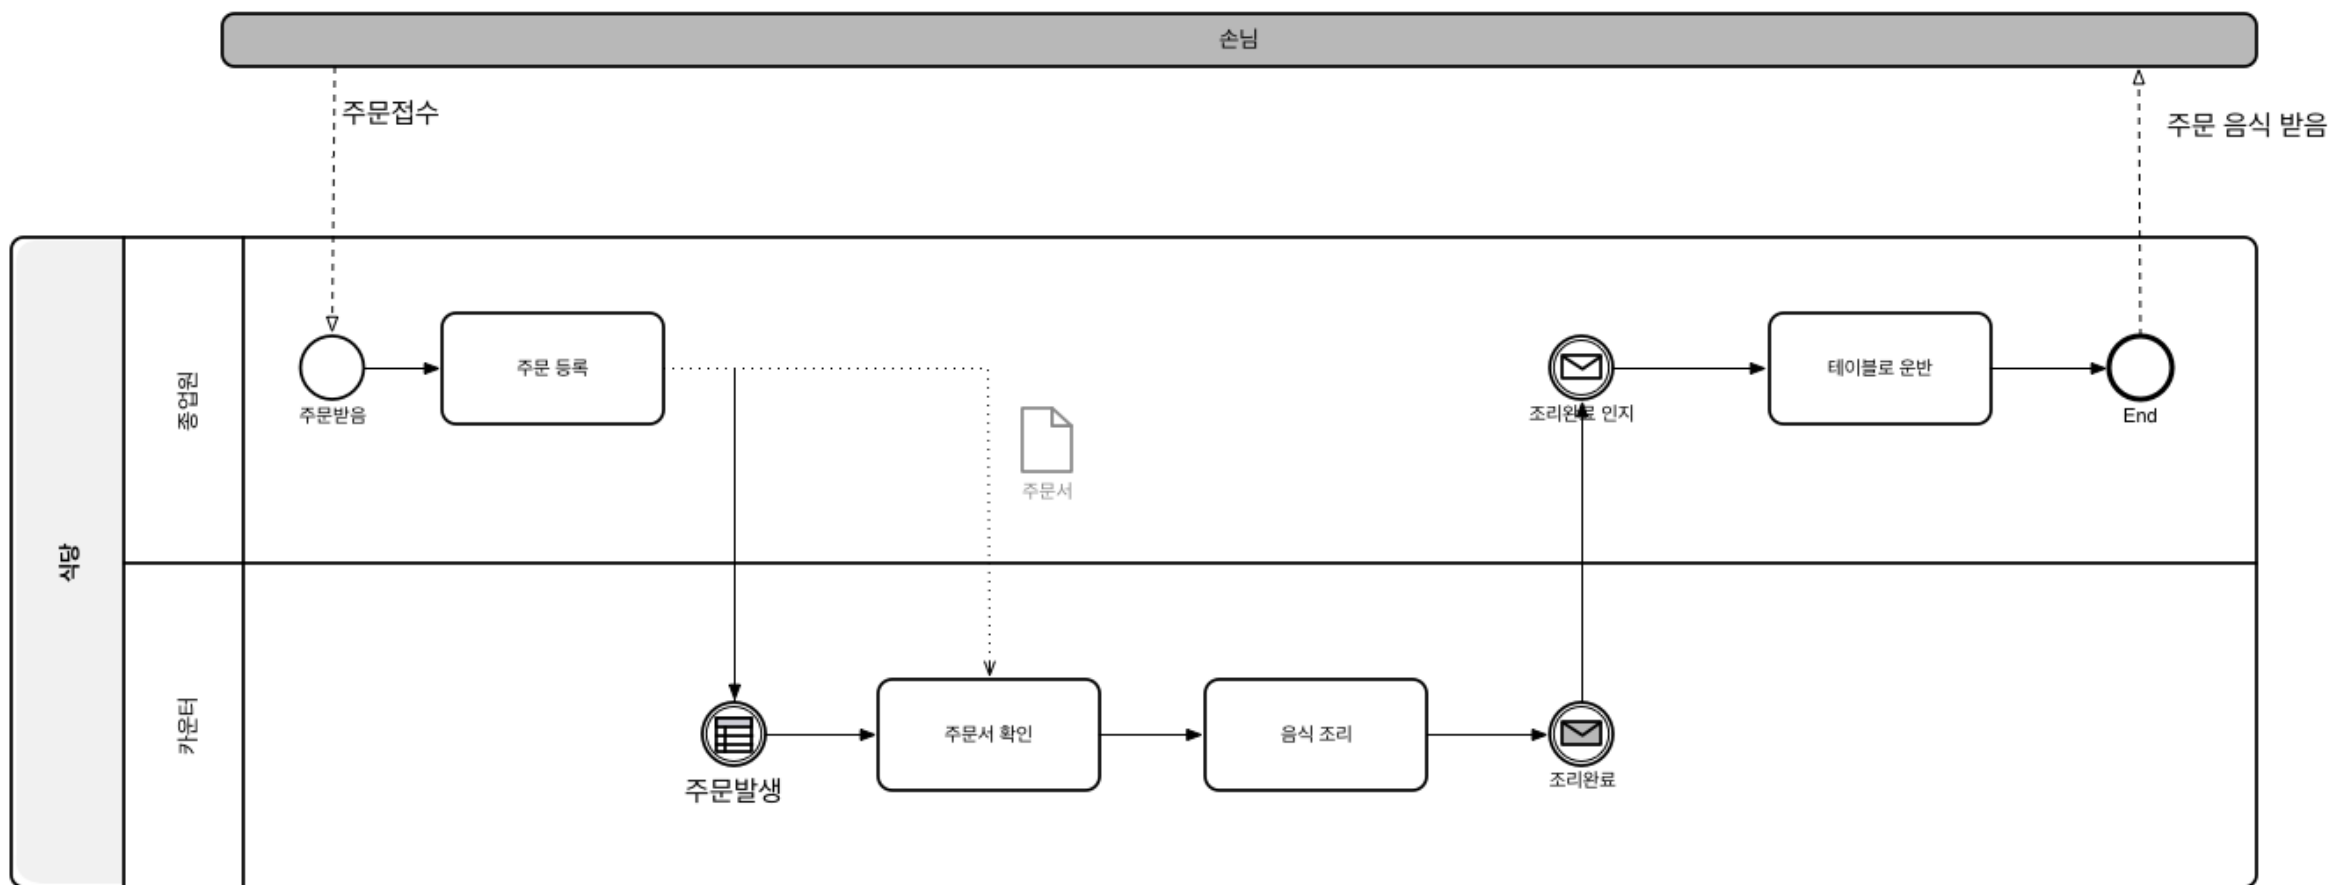 손님
주문접수
주문 음식 받음
식당
종업원
주문받음
주문 등록
주문서
조리완료 인지
테이블로 운반
End
카운터
주문발생
주문서 확인
음식 조리
조리완료